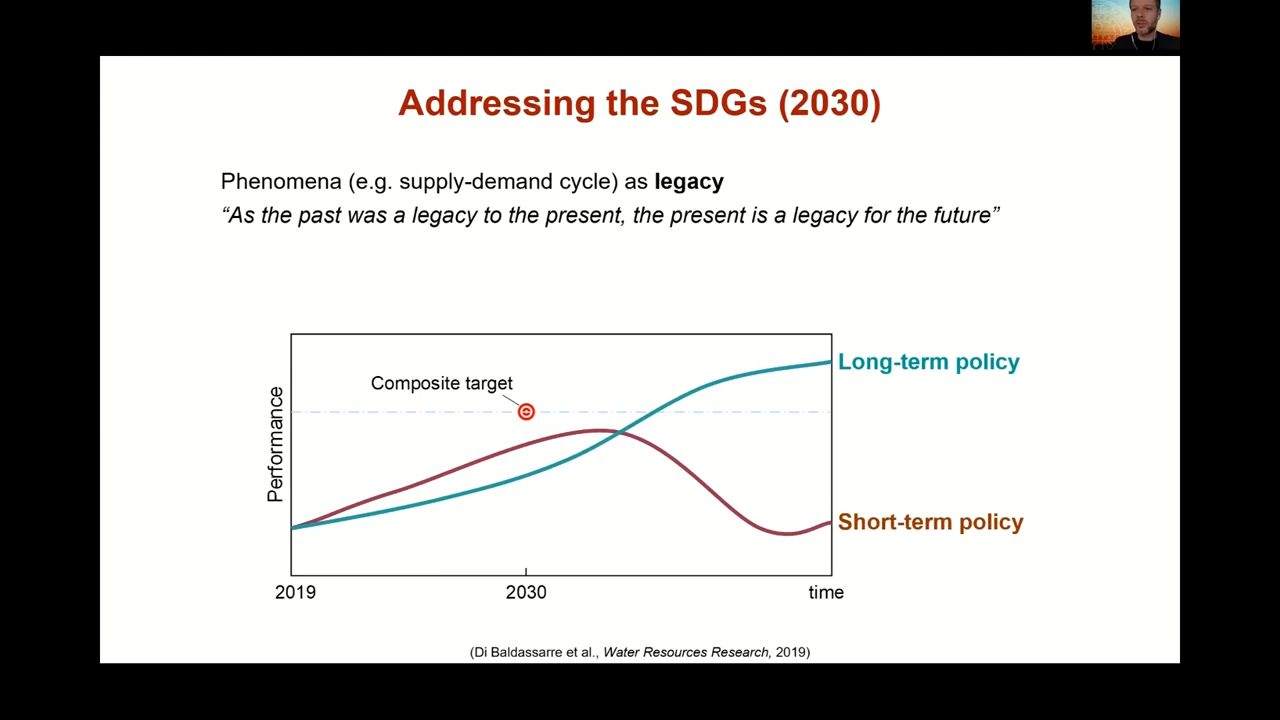 Addressing the SDGs (2030)
Phenomena (e.g. supply-demand cycle) as legacy
“As the past was a legacy to the present, the present is a legacy for the future”
Long-term policy
Composite target
Performance
Short-term policy
2019
2030
time
(Di Baldassarre et al., Water Resources Research, 2019)